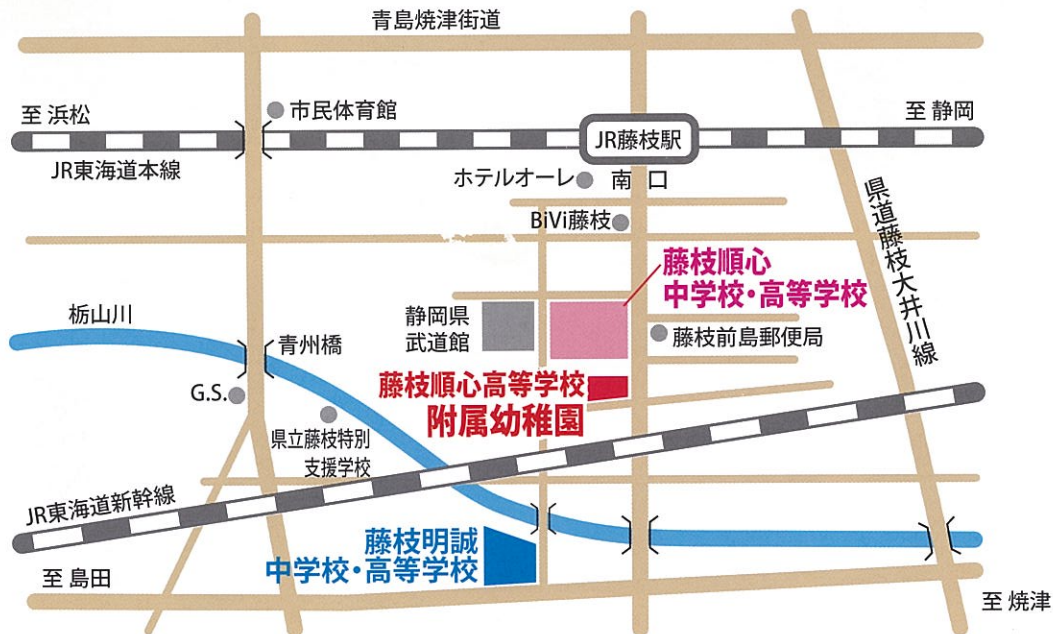 青島焼津街道
至 浜松
市民体育館
至 静岡
JR藤枝駅
JR東海道本線
ホテルオーレ
南 口
BiVi藤枝
県道藤枝大井川線
藤枝順心
中学校・高等学校
栃山川
静岡県
武道館
藤枝前島郵便局
青州橋
G.S.
藤枝順心高等学校
附属幼稚園
県立藤枝特別
支援学校
JR東海道新幹線
藤枝明誠
中学校・高等学校
至 島田
至 焼津